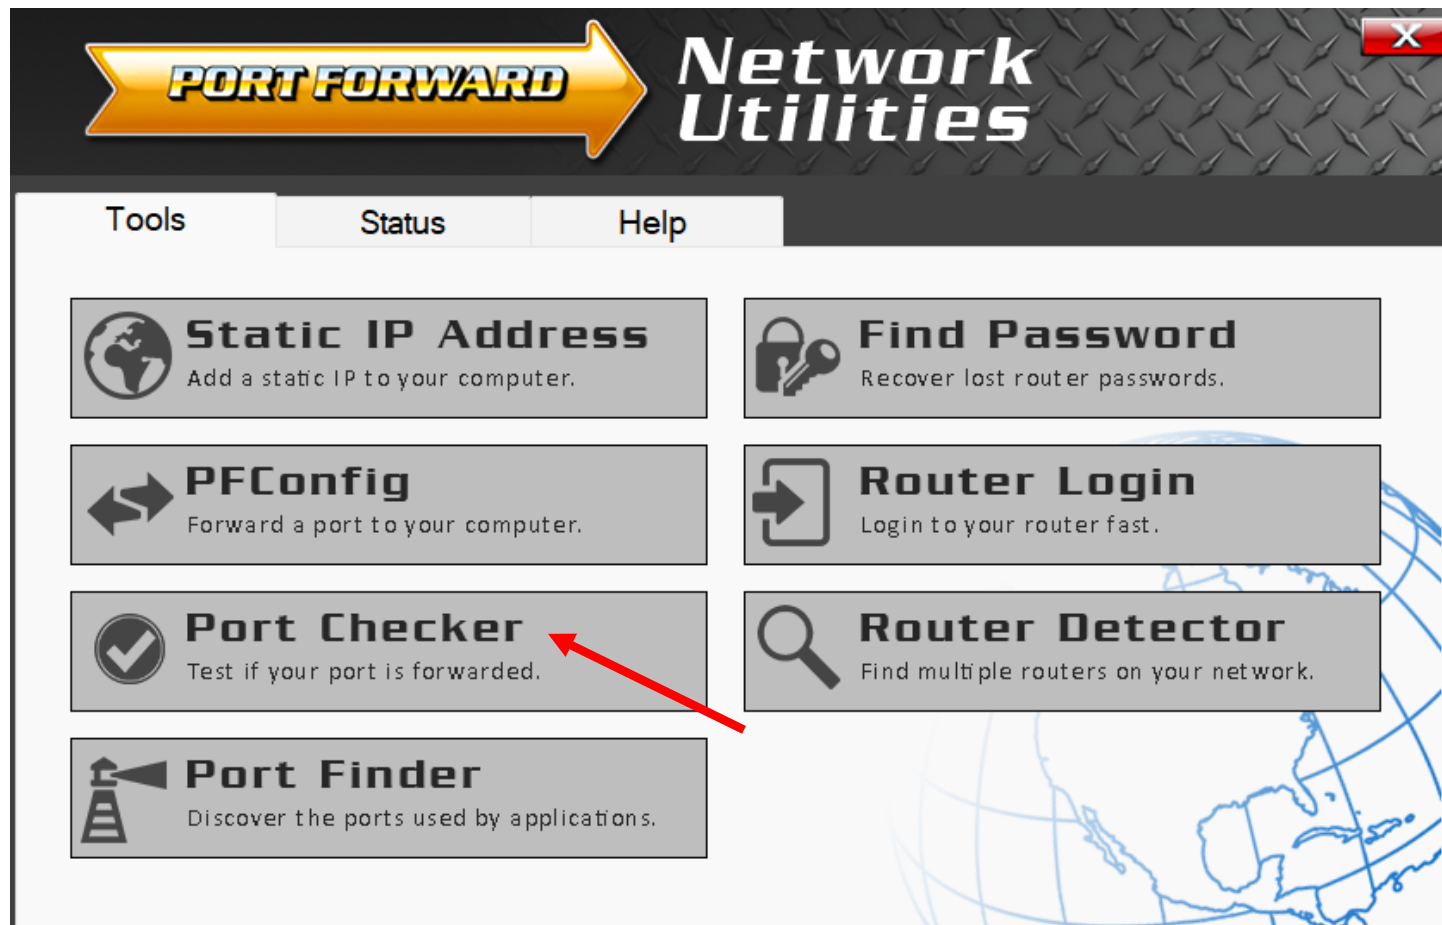 PORT FORWARD
Network
Utilities
X
Tools
Status
Help
Static IP Address
Add a static IP to your computer.
Find Password
Recover lost router passwords.
PFConfig
Forward a port to your computer.
Router Login
Login to your router fast.
Port Checker
Test if your port is forwarded.
Router Detector
Find multiple routers on your network.
Port Finder
Discover the ports used by applications.